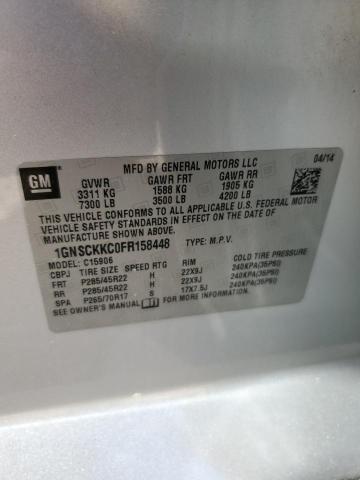 GM
MFD BY GENERAL MOTORS LLC 04/14
GVWR GAWR FRT GAWR RR
3311 KG 1588 KG 1905 KG
7300 LB 3500 LB 4200 LB
THIS VEHICLE CONFORMS TO ALL APPLICABLE U.S. FEDERAL MOTOR
VEHICLE SAFETY STANDARDS IN EFFECT ON THE DATE OF
MANUFACTURE SHOWN ABOVE.
1GNSCKKC0FR158448 TYPE: M.P.V.
MODEL: C15906
CBPJ TIRE SIZE SPEED RTG RIM COLD TIRE PRESSURE
FRT P285/45R22 H 22X9J 240KPA(35PSI)
RR P285/45R22 H 22X9J 240KPA(35PSI)
SPA P265/70R17 S 17X7.5J 240KPA(35PSI)
SEE OWNER'S MANUAL FOR ADDITIONAL INFORMATION.